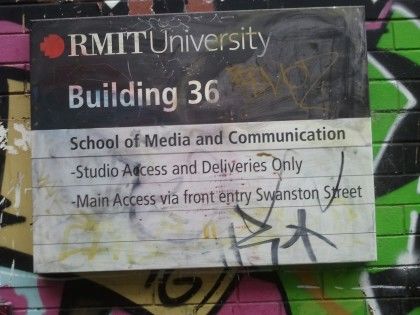 RMIT University
Building 36
School of Media and Communication
-Studio Access and Deliveries Only
-Main Access via front entry Swanston Street